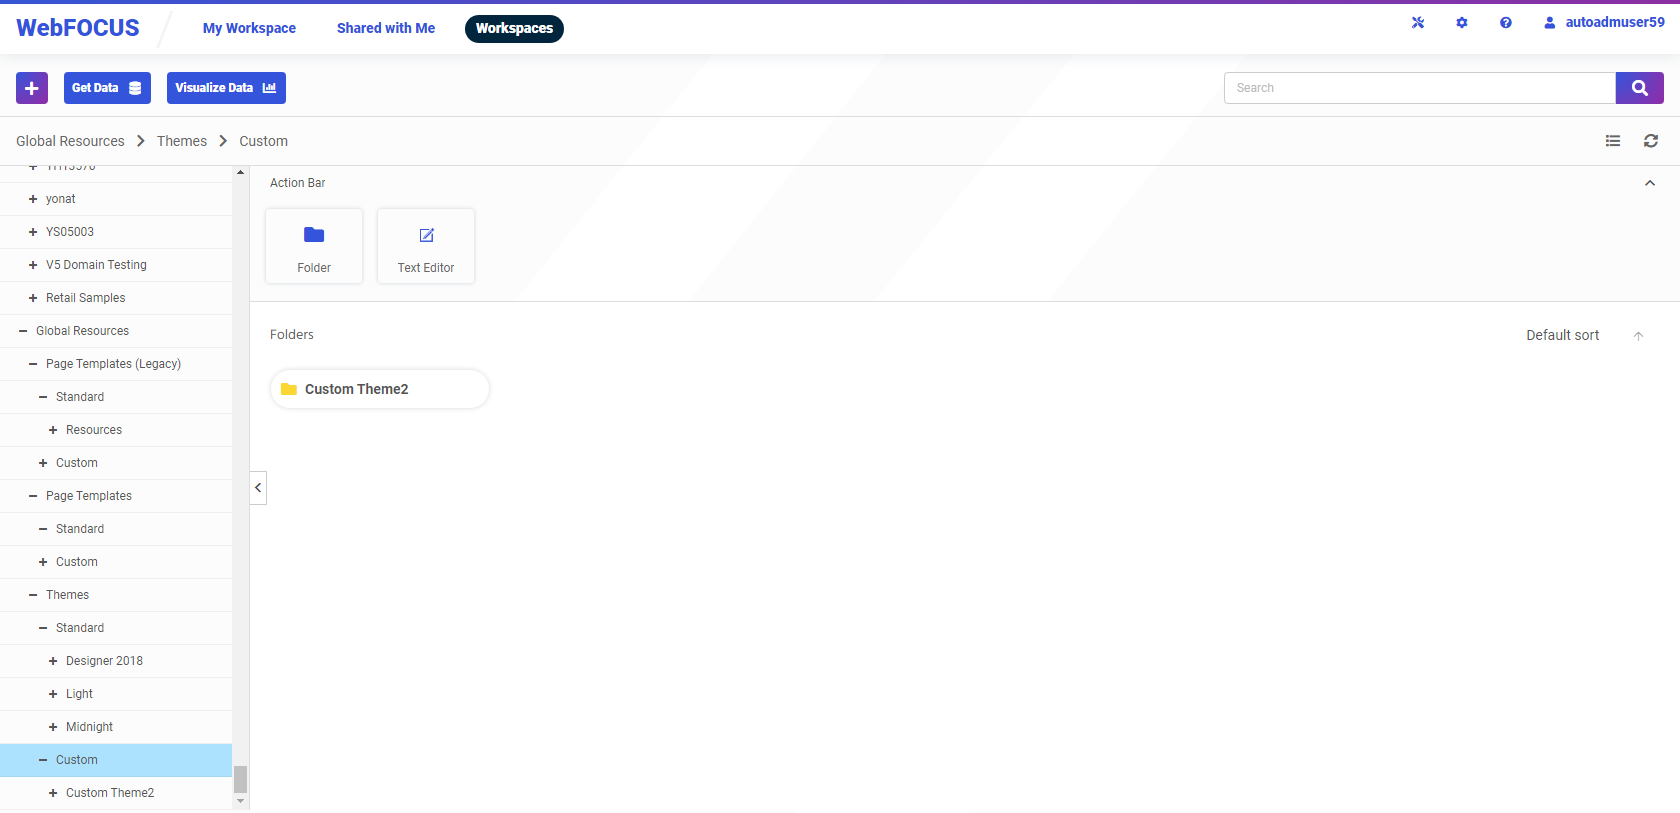 WebFOCUS
My Workspace
Shared with Me
Workspaces
autoadmuser59
Get Data
Visualize Data
Search
Global Resources
Themes
Custom
yonat
YS05003
V5 Domain Testing
Retail Samples
Global Resources
Page Templates (Legacy)
Standard
Resources
Custom
Page Templates
Standard
Custom
Themes
Standard
Designer 2018
Light
Midnight
Custom
Custom Theme2
Action Bar
Folder
Text Editor
Folders
Default sort
Custom Theme2